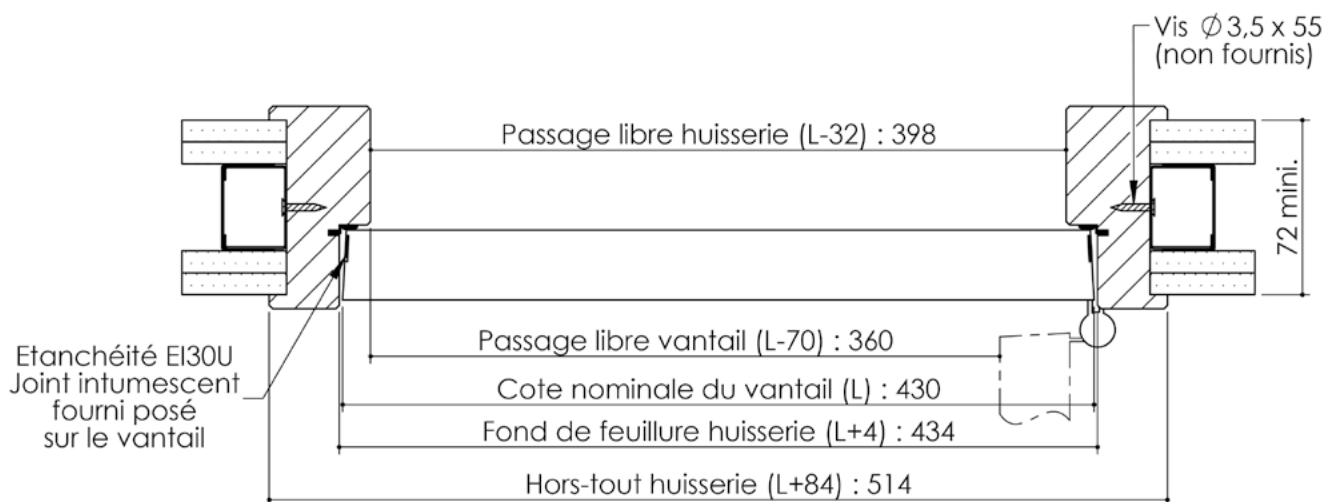 Vis Ø 3,5 x 55
(non fournis)
Passage libre huisserie (L-32) : 398
72 mini.
Passage libre vantail (L-70) : 360
Etanchéité EI30U
Joint intumescent
fourni posé
sur le vantail
Cote nominale du vantail (L) : 430
Fond de feuillure huisserie (L+4) : 434
Hors-tout huisserie (L+84) : 514